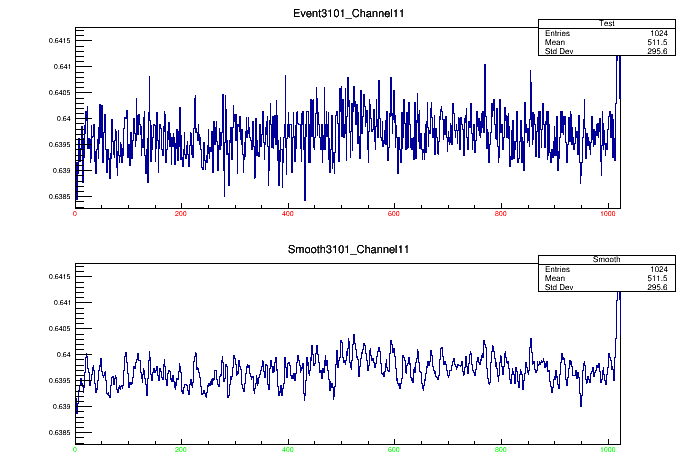 Event3101_Channel11
Test
Entries 1024
Mean 511.5
Std Dev 295.6
0.6415
0.641
0.6405
0.64
0.6395
0.639
0.6385
0 200 400 600 800 1000
Smooth3101_Channel11
Smooth
Entries 1024
Mean 511.5
Std Dev 295.6
0.6415
0.641
0.6405
0.64
0.6395
0.639
0.6385
0 200 400 600 800 1000